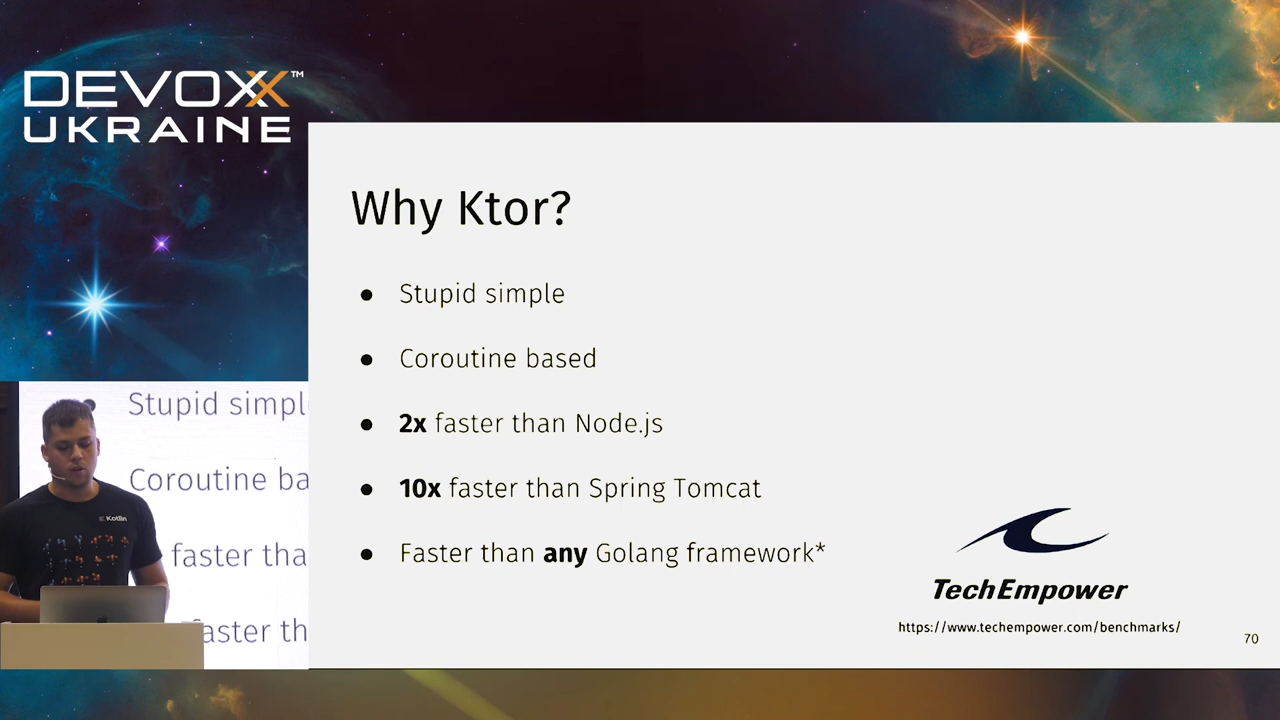 DEVOXX™
UKRAINE
Why Ktor?
● Stupid simple
● Coroutine based
● 2x faster than Node.js
● 10x faster than Spring Tomcat
● Faster than any Golang framework*
TechEmpower
https://www.techempower.com/benchmarks/
70
Stupid simpl
Coroutine ba
faster tha
faster th
Kotlin